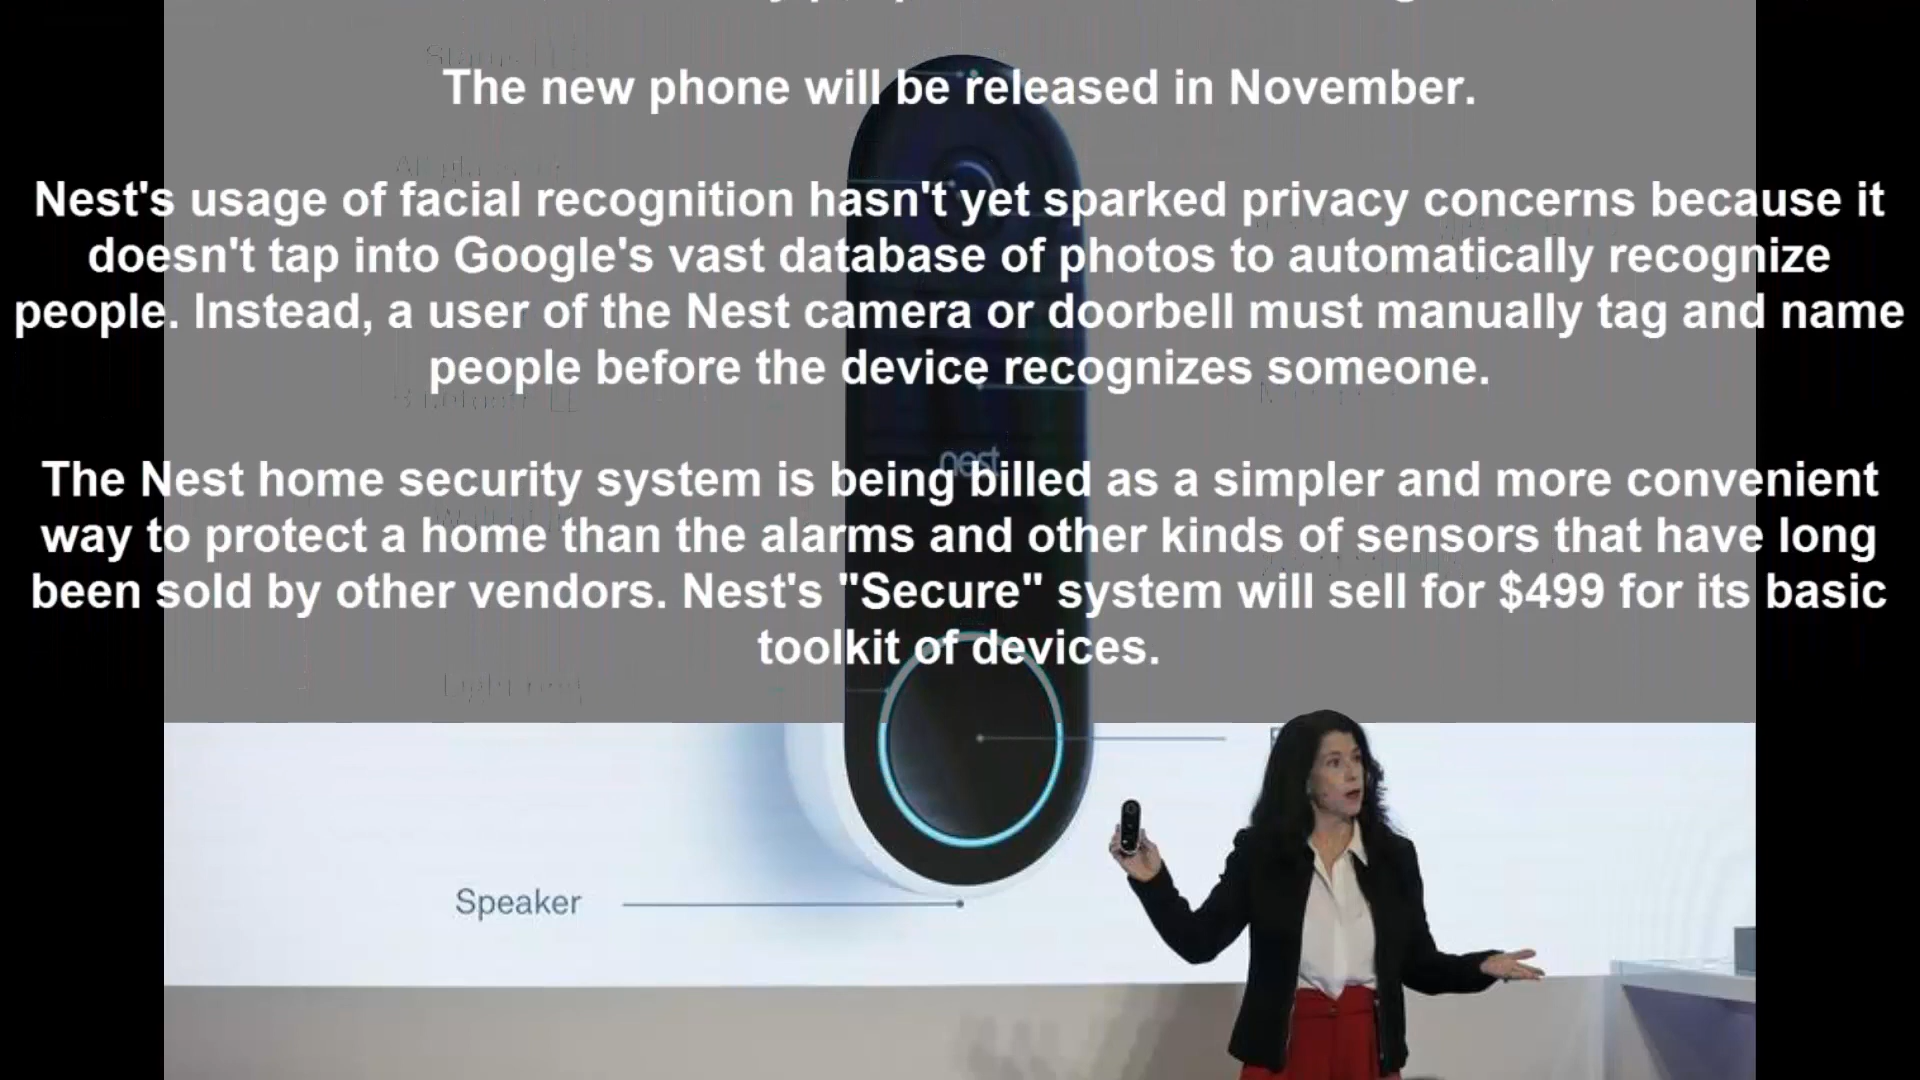 The new phone will be released in November.
Nest's usage of facial recognition hasn't yet sparked privacy concerns because it
doesn't tap into Google's vast database of photos to automatically recognize
people. Instead, a user of the Nest camera or doorbell must manually tag and name
people before the device recognizes someone.
nest
The Nest home security system is being billed as a simpler and more convenient
way to protect a home than the alarms and other kinds of sensors that have long
been sold by other vendors. Nest's "Secure" system will sell for $499 for its basic
toolkit of devices.
Speaker